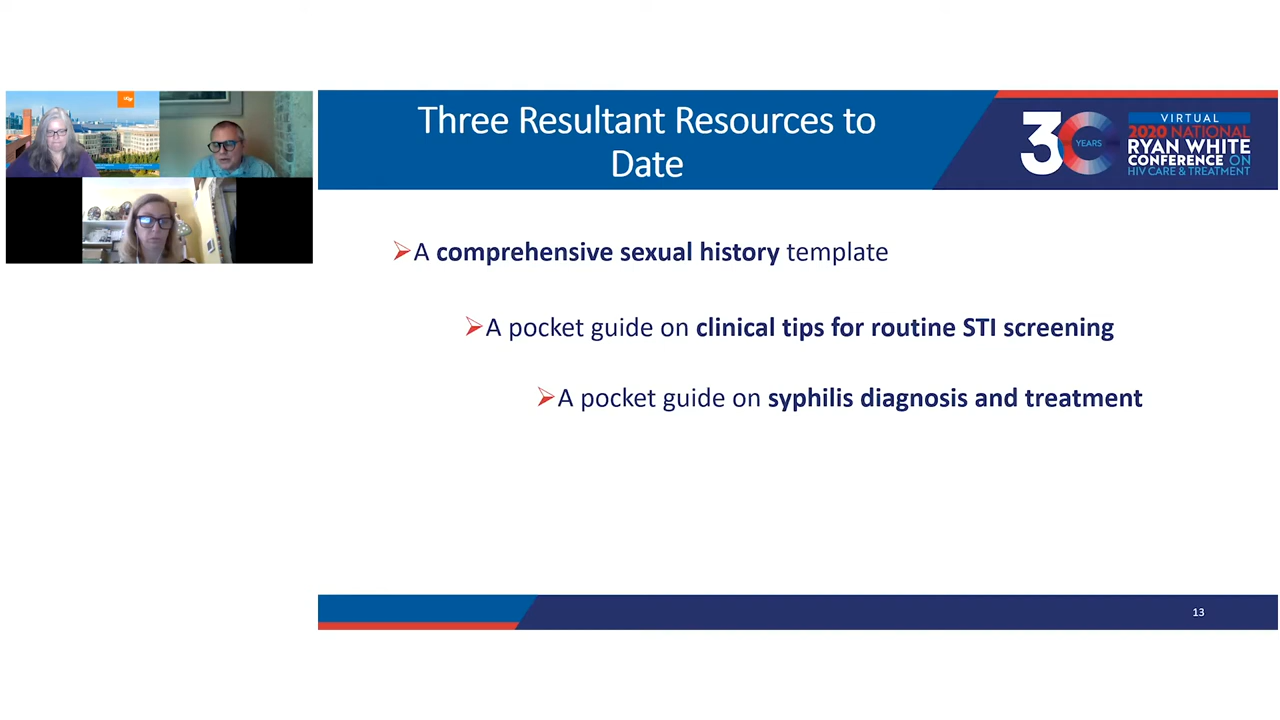 Three Resultant Resources to
Date
30
YEARS
VIRTUAL
2020 NATIONAL
RYAN WHITE
CONFERENCE ON
HIV CARE & TREATMENT
➢A comprehensive sexual history template
➢A pocket guide on clinical tips for routine STI screening
➢A pocket guide on syphilis diagnosis and treatment
13